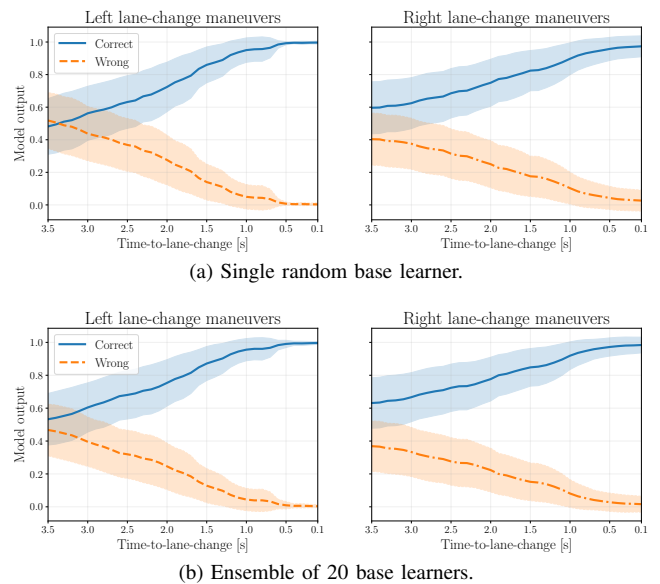 Left lane-change maneuvers
Right lane-change maneuvers
Correct
Wrong
Model output
1.0
0.8
0.6
0.4
0.2
0.0
3.5 3.0 2.5 2.0 1.5 1.0 0.5 0.1
3.5 3.0 2.5 2.0 1.5 1.0 0.5 0.1
Time-to-lane-change [s]
Time-to-lane-change [s]
(a) Single random base learner.
Left lane-change maneuvers
Right lane-change maneuvers
Correct
Wrong
Model output
1.0
0.8
0.6
0.4
0.2
0.0
3.5 3.0 2.5 2.0 1.5 1.0 0.5 0.1
3.5 3.0 2.5 2.0 1.5 1.0 0.5 0.1
Time-to-lane-change [s]
Time-to-lane-change [s]
(b) Ensemble of 20 base learners.